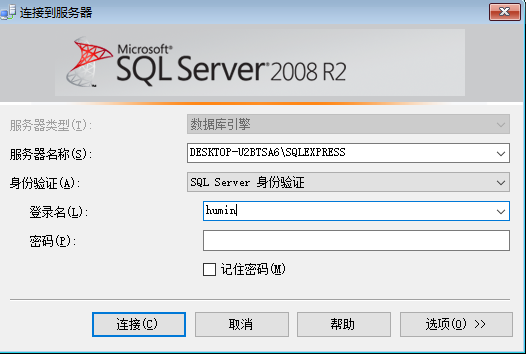 连接到服务器
Microsoft
SQL Server 2008 R2
服务器类型(T): 数据库引擎
服务器名称(S): DESKTOP-U2BTSA6\SQLEXPRESS
身份验证(A): SQL Server 身份验证
登录名(L): humin
密码(P):
记住密码(M)
连接(C) 取消 帮助 选项(O) >>